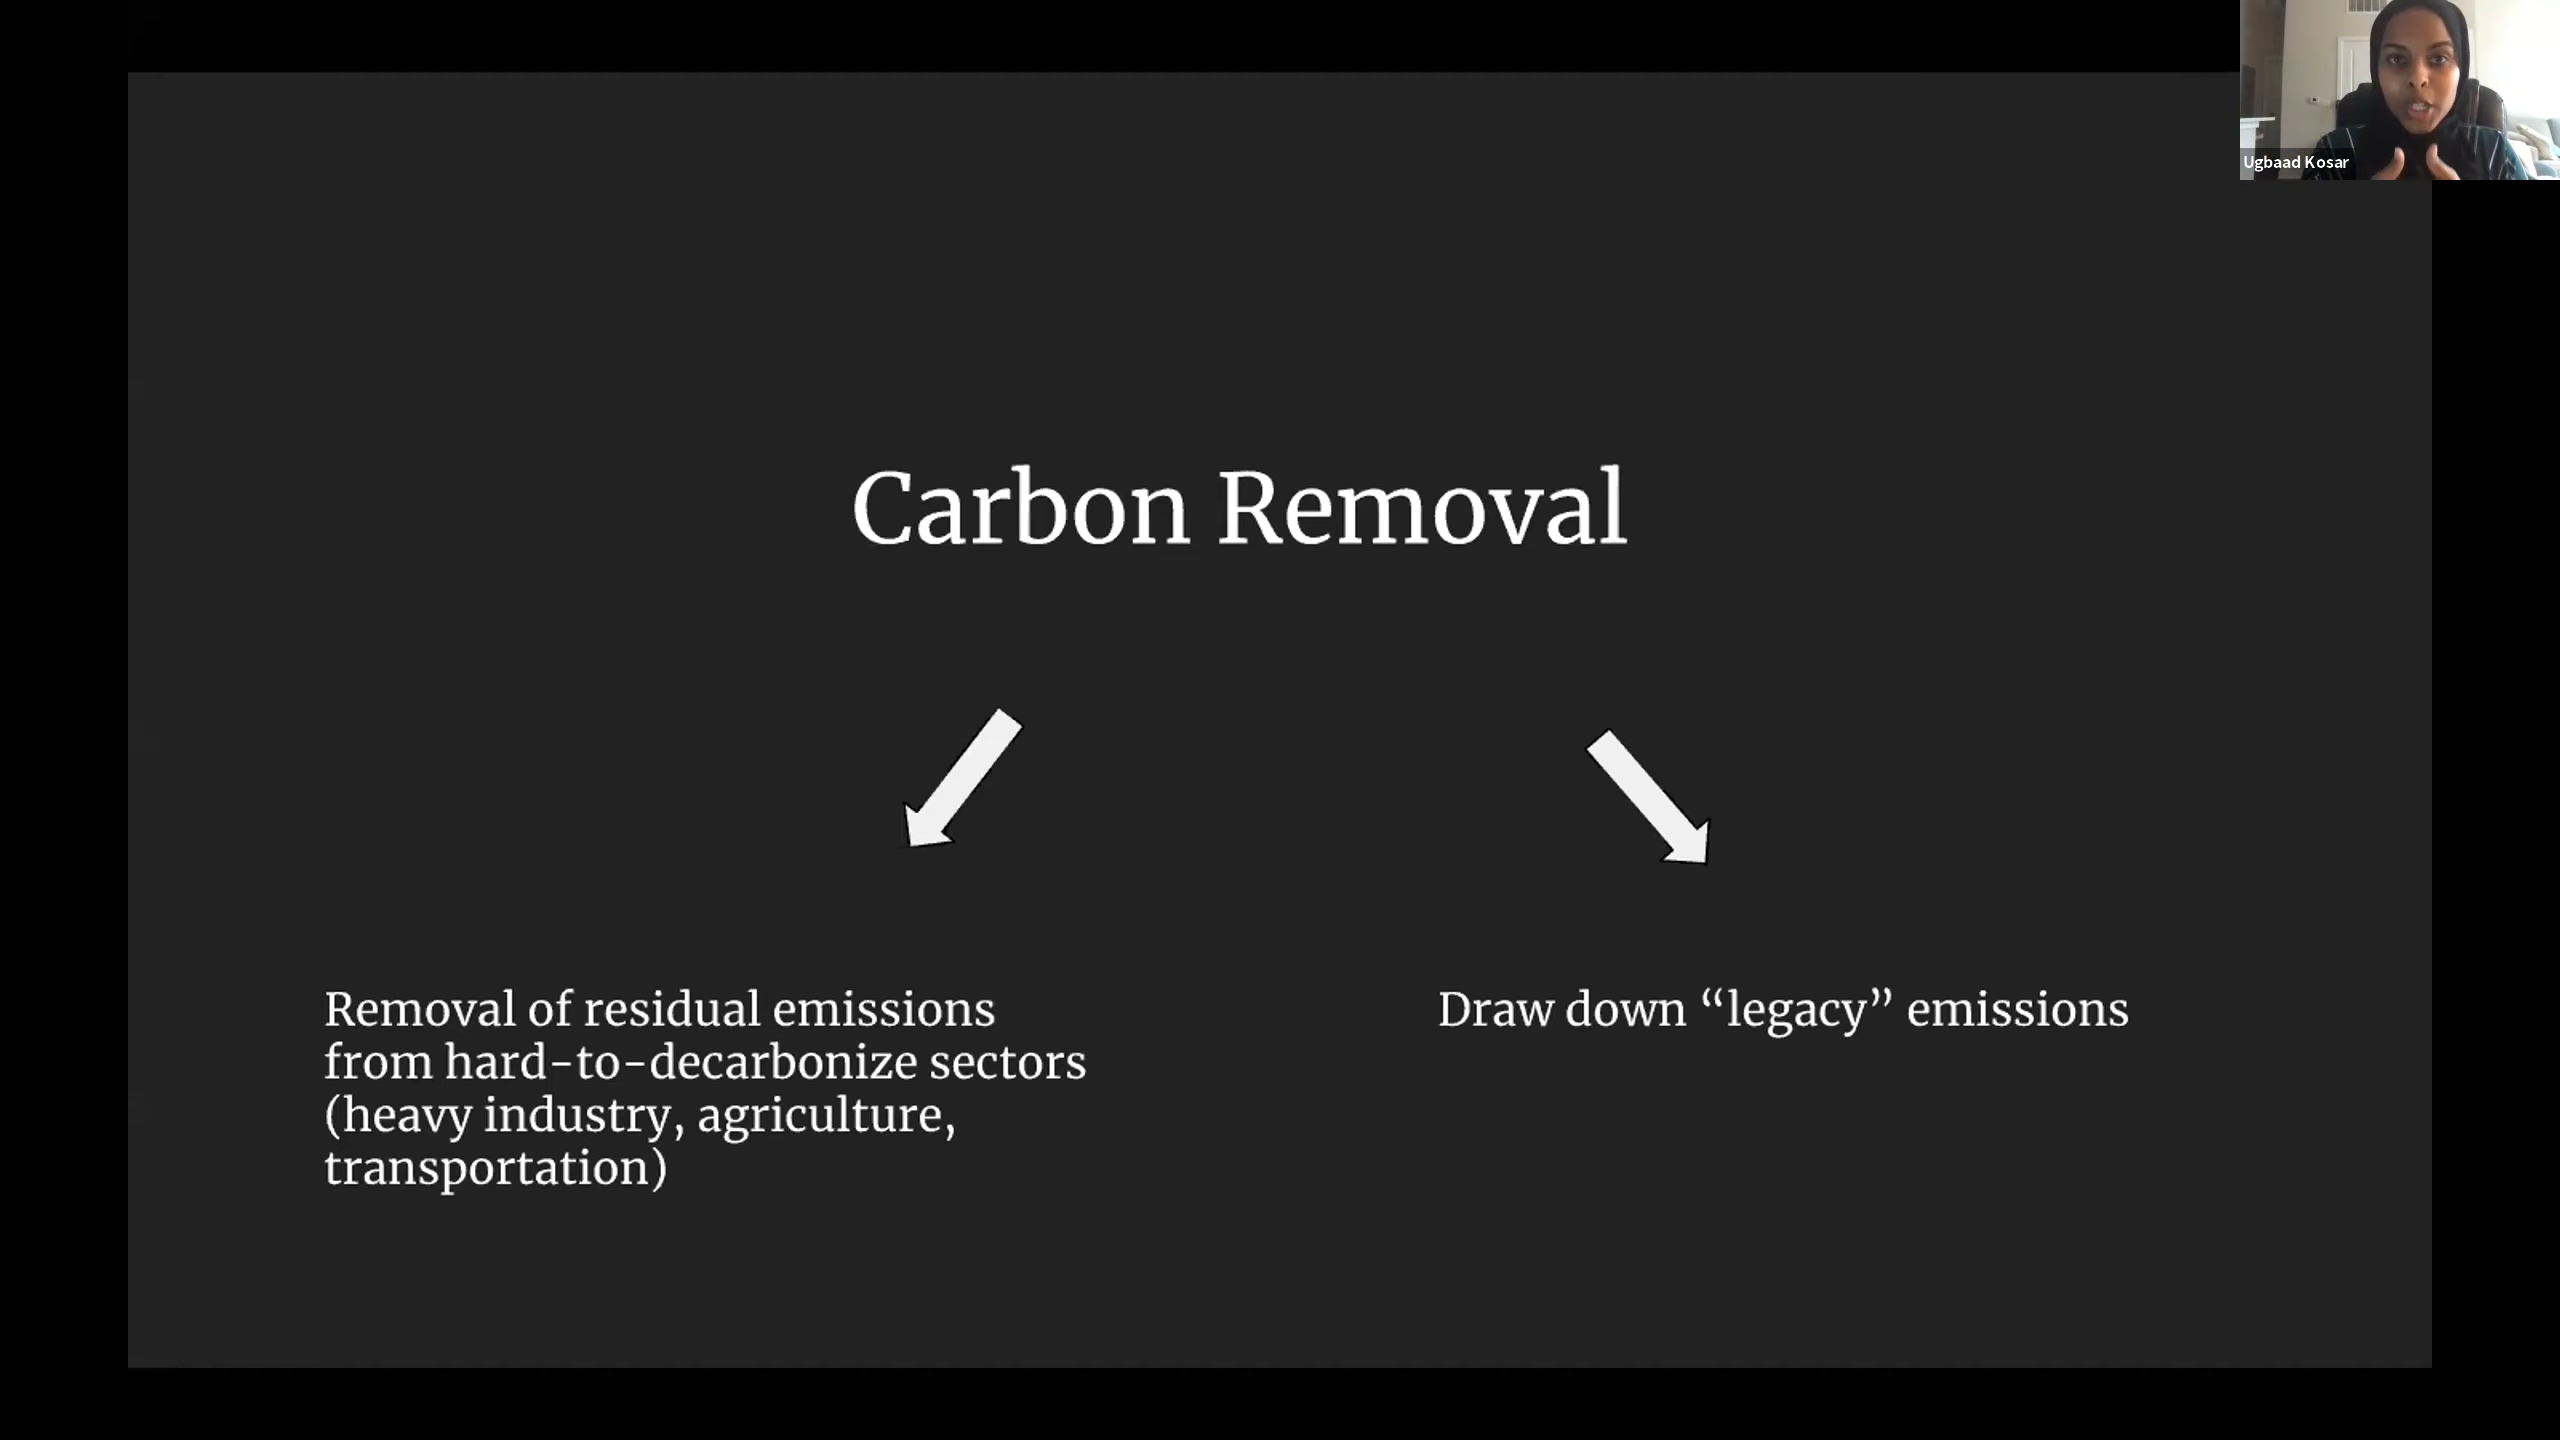 Ugbaad Kosar
Carbon Removal
Removal of residual emissions
from hard-to-decarbonize sectors
(heavy industry, agriculture,
transportation)
Draw down “legacy” emissions